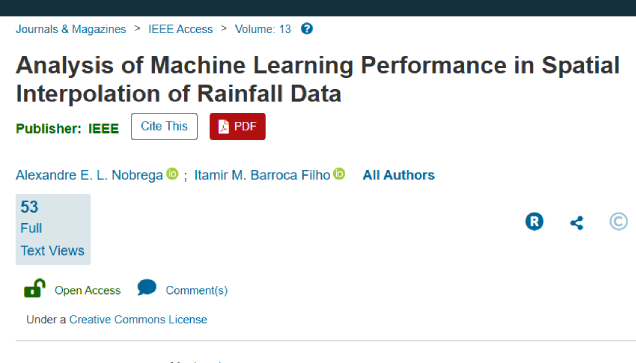 Journals & Magazines > IEEE Access > Volume: 13 ?
Analysis of Machine Learning Performance in Spatial
Interpolation of Rainfall Data
Publisher: IEEE Cite This PDF
Alexandre E. L. Nobrega iD ; Itamir M. Barroca Filho iD All Authors
53
Full
Text Views
R ©
Open Access Comment(s)
Under a Creative Commons License